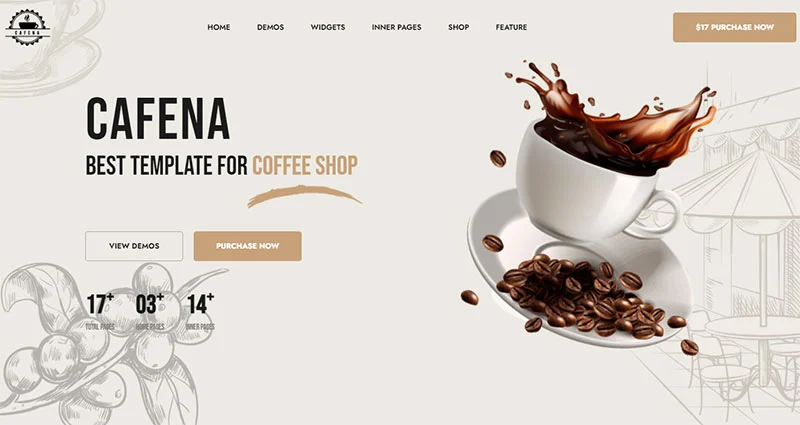 CAFENA
HOME DEMOS WIDGETS INNER PAGES SHOP FEATURE
$17 PURCHASE NOW
CAFENA
BEST TEMPLATE FOR COFFEE SHOP
VIEW DEMOS PURCHASE NOW
17+ 03+ 14+
TOTAL PAGES HOME PAGES INNER PAGES